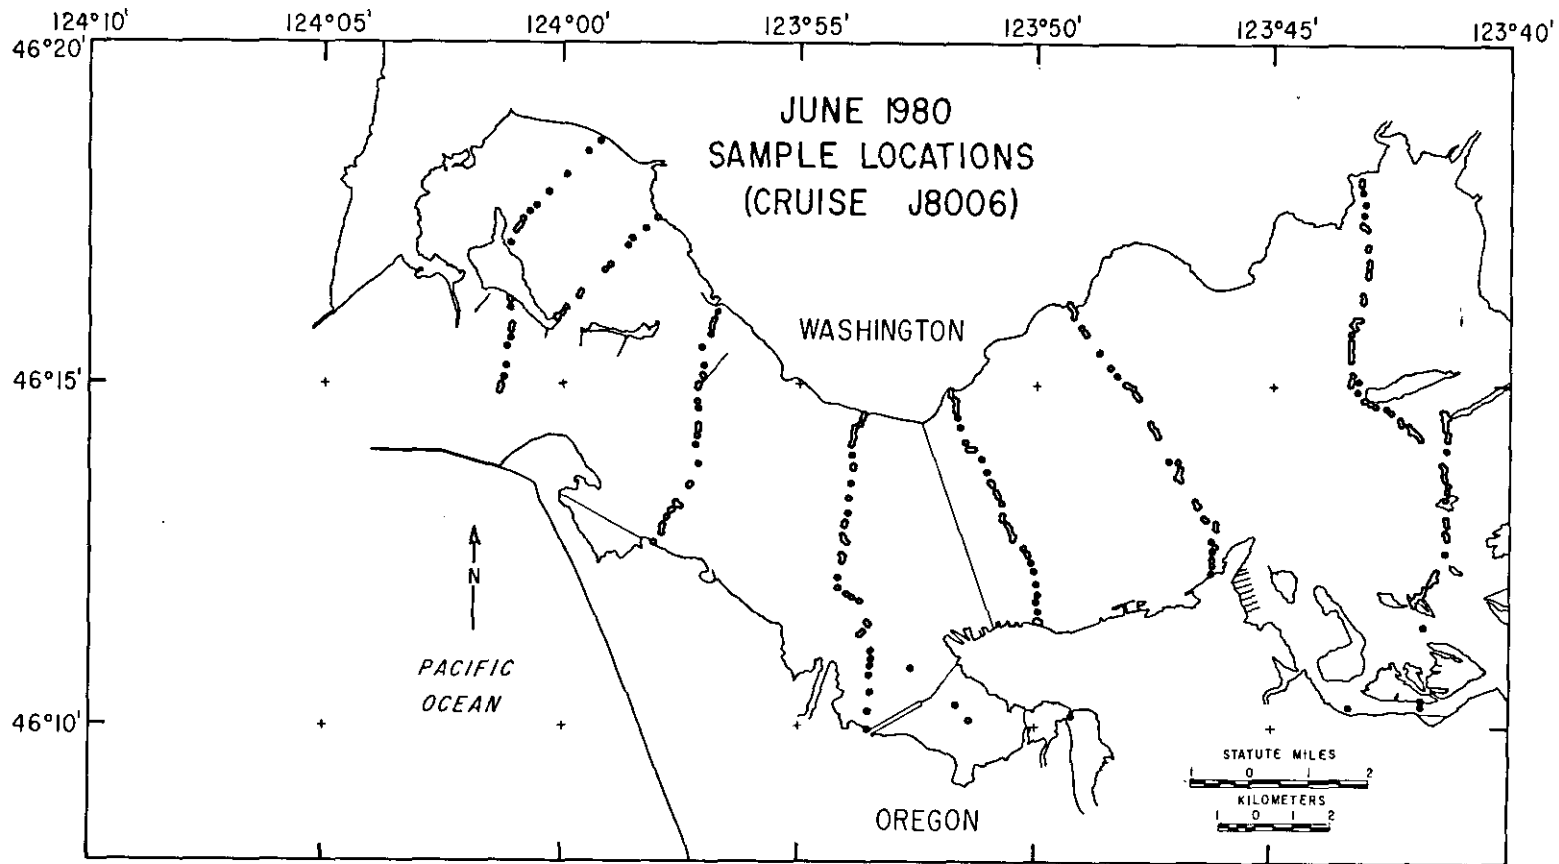 124°10' 124°05' 124°00' 123°55' 123°50' 123°45' 123°40'
46°20'
JUNE 1980
SAMPLE LOCATIONS
(CRUISE J8006)
WASHINGTON
46°15'
N
PACIFIC
OCEAN
46°10'
STATUTE MILES
1 0 1 2
KILOMETERS
1 0 1 2
OREGON